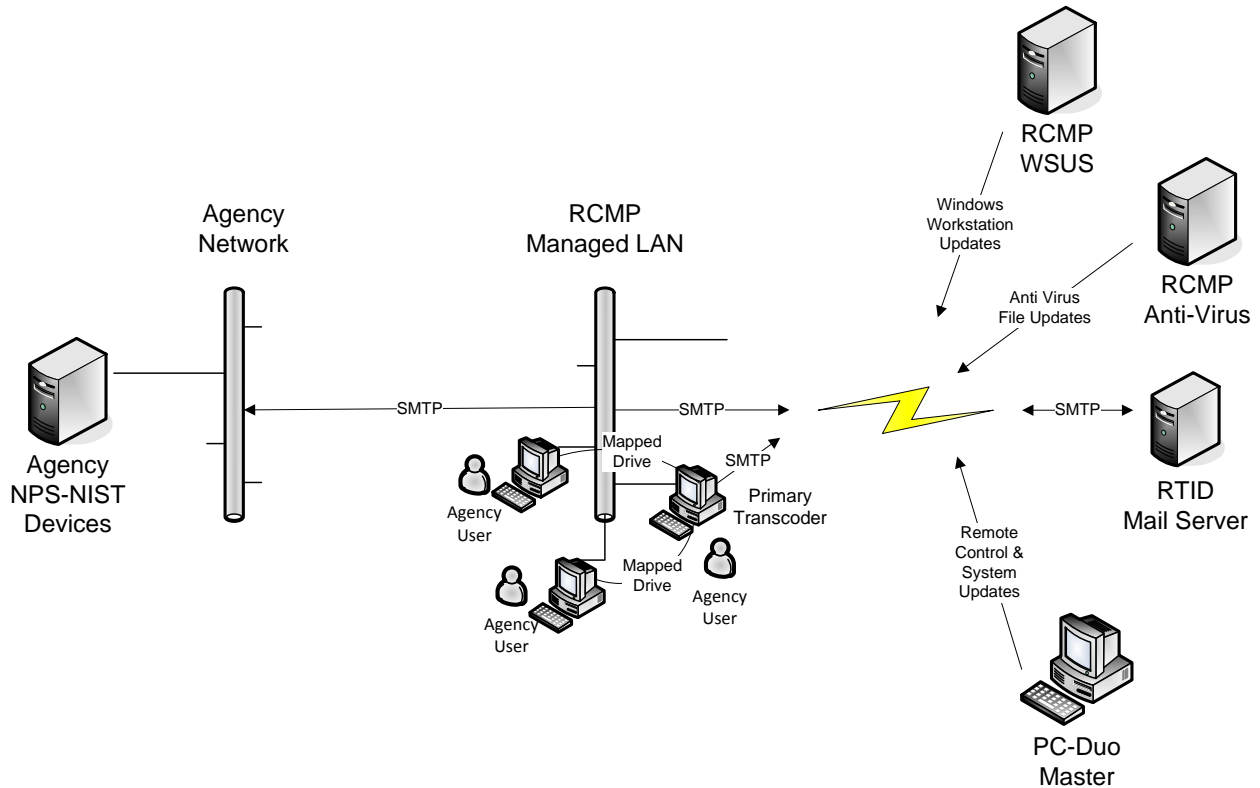 RCMP
WSUS
Agency
Network
RCMP
Managed LAN
Windows
Workstation
Updates
RCMP
Anti-Virus
Anti Virus
File Updates
SMTP
SMTP
SMTP
Agency
NPS-NIST
Devices
Mapped
Drive
SMTP
Agency
User
Primary
Transcoder
RTID
Mail Server
Mapped
Drive
Agency
User
Agency
User
Remote
Control &
System
Updates
PC-Duo
Master